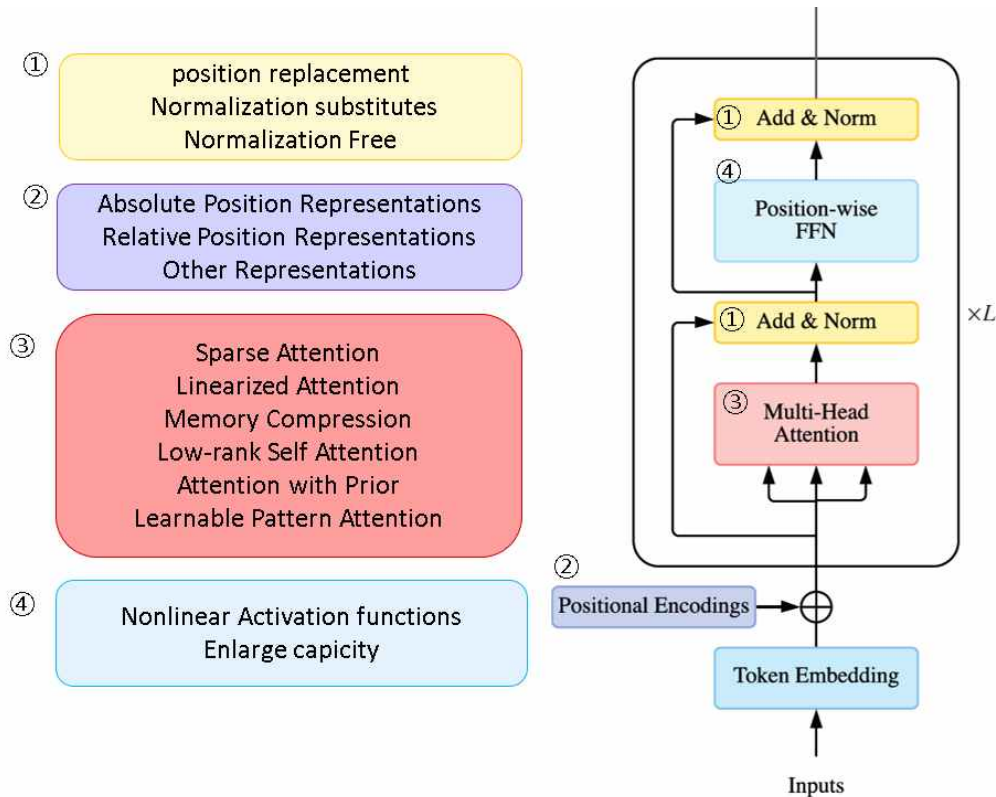 ①
position replacement
Normalization substitutes
Normalization Free
②
Absolute Position Representations
Relative Position Representations
Other Representations
③
Sparse Attention
Linearized Attention
Memory Compression
Low-rank Self Attention
Attention with Prior
Learnable Pattern Attention
④
Nonlinear Activation functions
Enlarge capicity
① Add & Norm
④
Position-wise
FFN
① Add & Norm
×L
③ Multi-Head
Attention
②
Positional Encodings
Token Embedding
Inputs